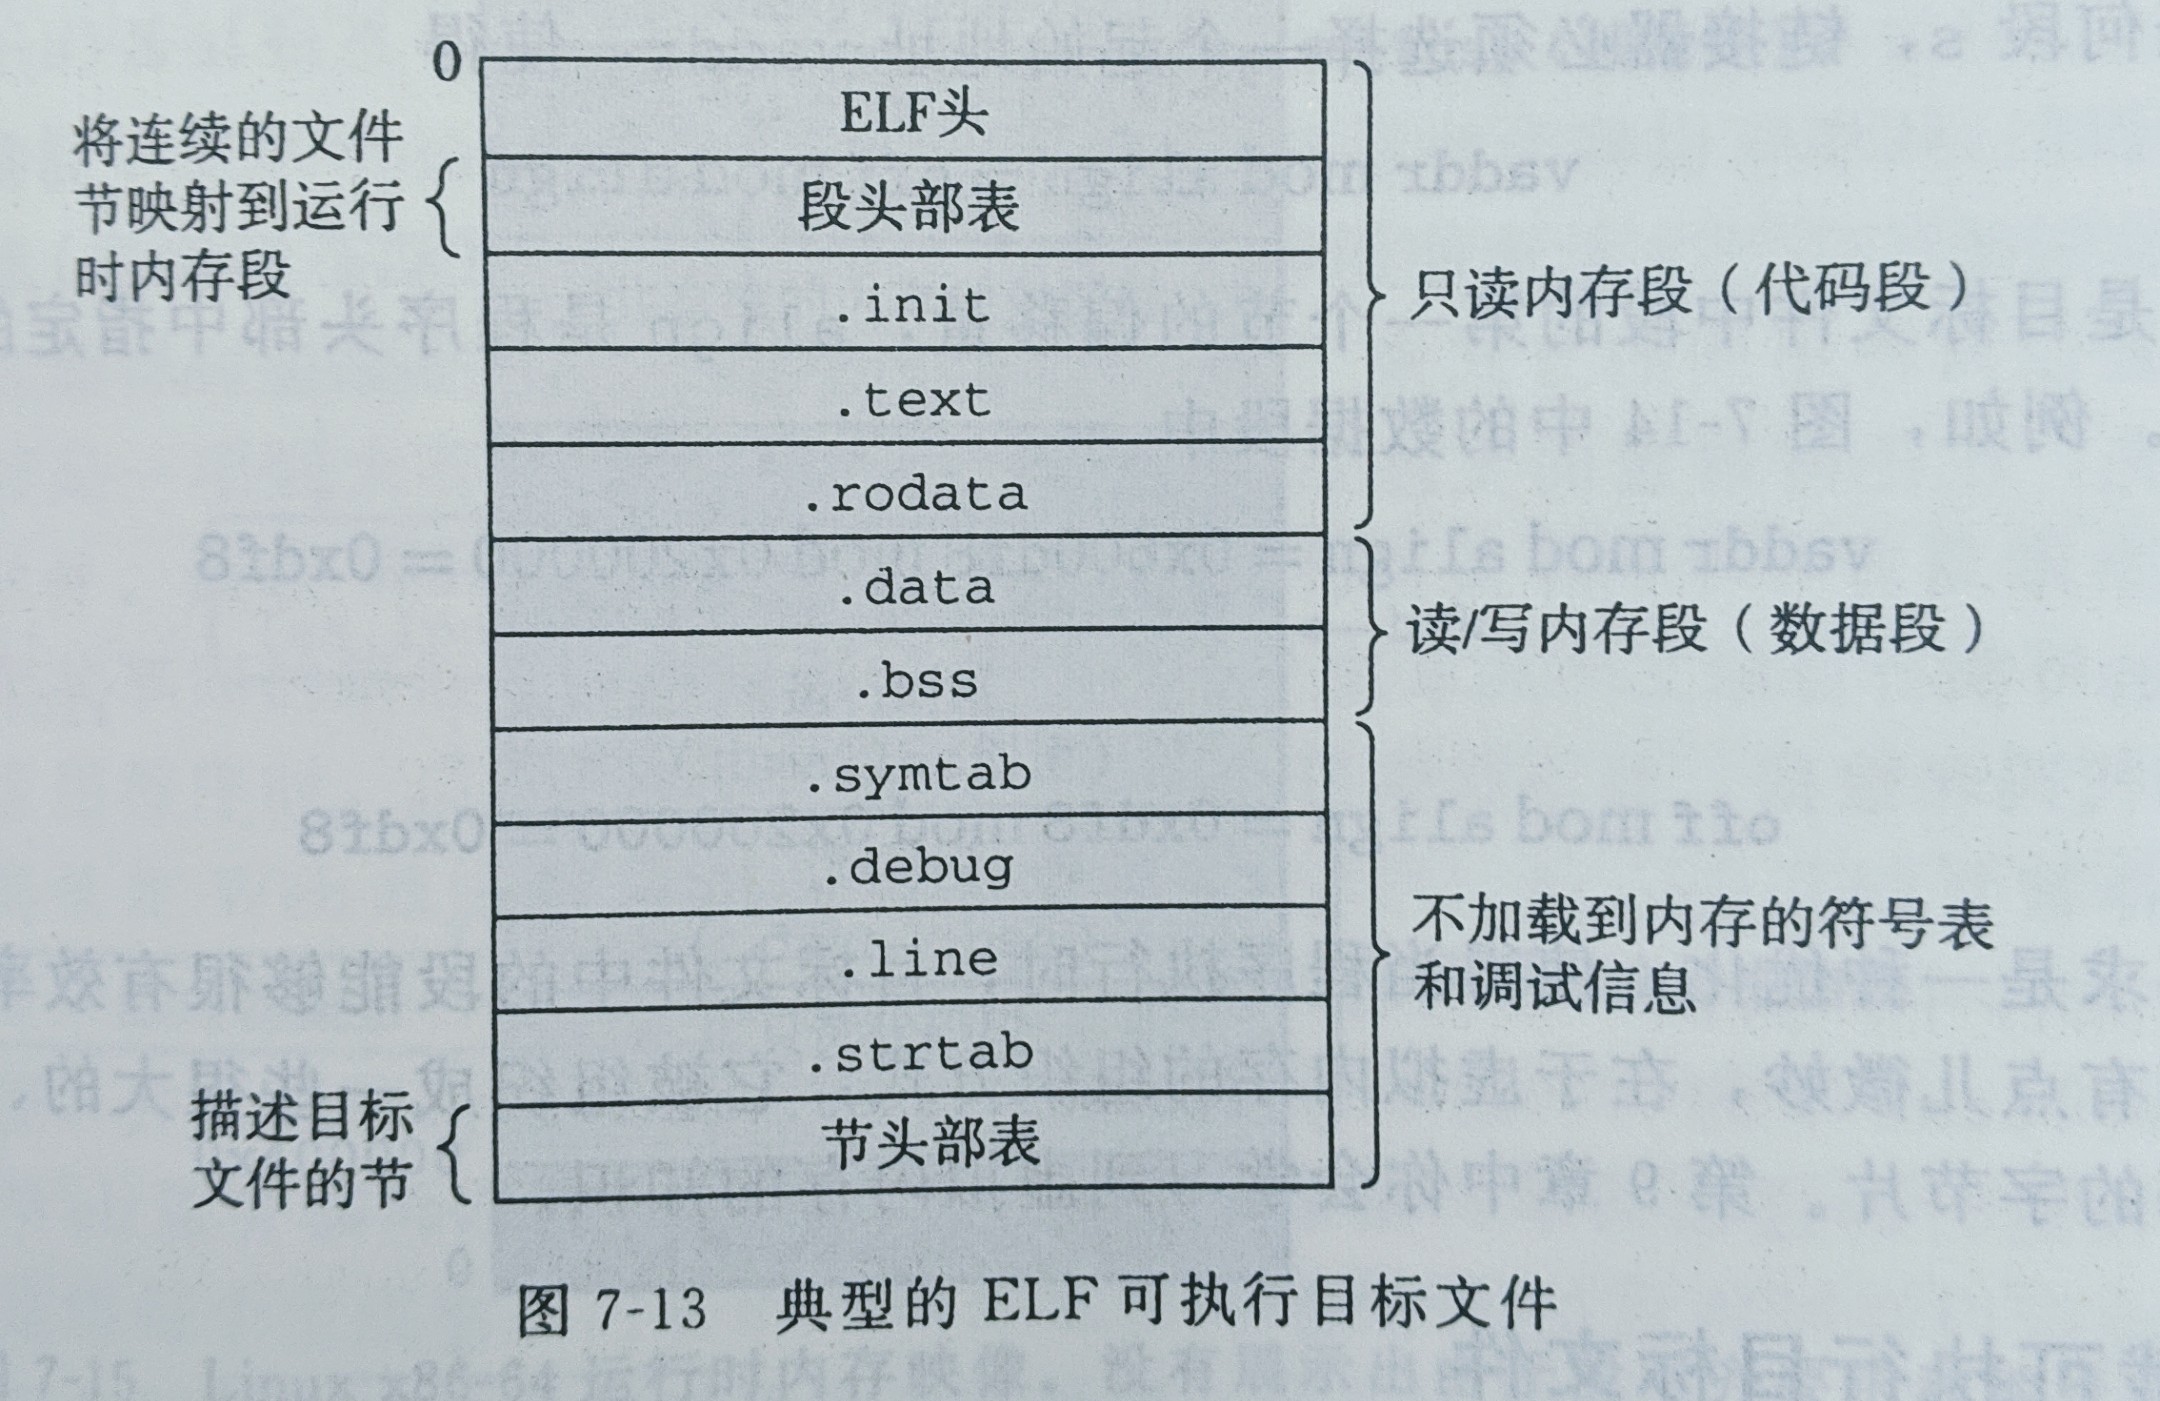 0
ELF头
将连续的文件
节映射到运行
时内存段
段头部表
.init
只读内存段（代码段）
.text
.rodata
.data
读/写内存段（数据段）
.bss
.symtab
.debug
不加载到内存的符号表
和调试信息
.line
.strtab
描述目标
文件的节
节头部表
图 7-13 典型的 ELF 可执行目标文件